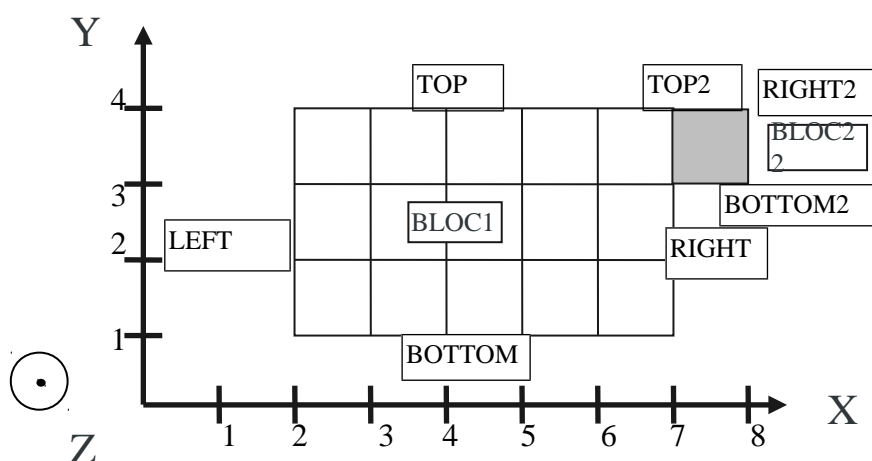 Y
TOP
TOP2
RIGHT2
4
BLOC2
2
3
BOTTOM2
BLOC1
LEFT
2
RIGHT
1
BOTTOM
X
Z
1
2
3
4
5
6
7
8